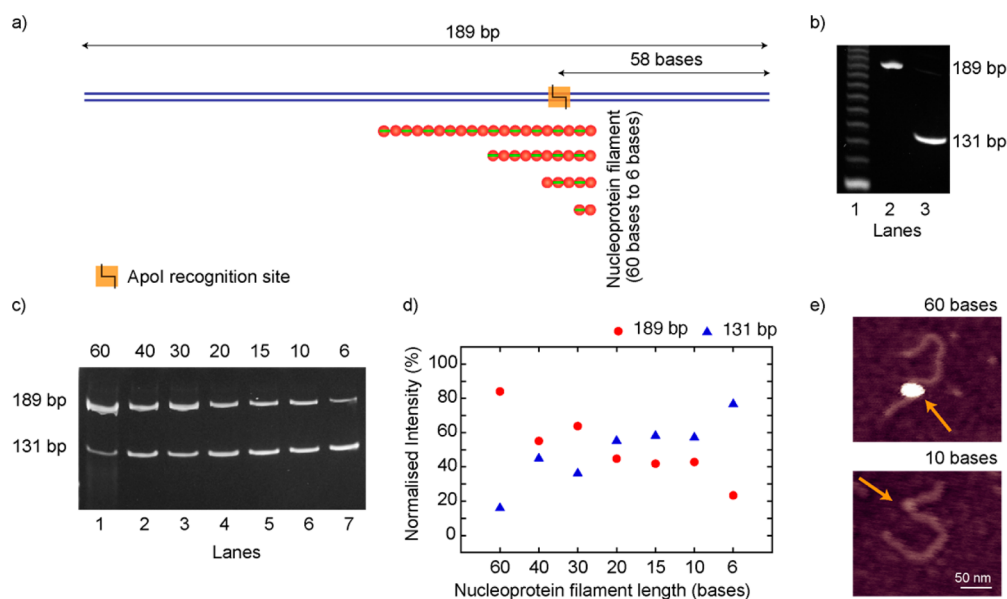 a)
189 bp
58 bases
Nucleoprotein filament
(60 bases to 6 bases)
ApoI recognition site
b)
189 bp
131 bp
1 2 3
Lanes
c)
60 40 30 20 15 10 6
189 bp
131 bp
1 2 3 4 5 6 7
Lanes
d)
189 bp 131 bp
Normalised Intensity (%)
100
80
60
40
20
0
60 40 30 20 15 10 6
Nucleoprotein filament length (bases)
e)
60 bases
10 bases
50 nm